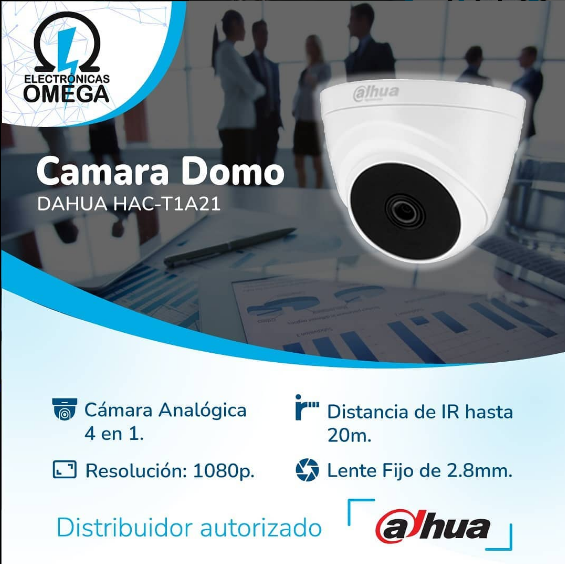 ELECTRÓNICAS
OMEGA
alhua
Camara Domo
DAHUA HAC-T1A21
Cámara Analógica
4 en 1.
Distancia de IR hasta
20m.
Resolución: 1080p.
Lente Fijo de 2.8mm.
Distribuidor autorizado
alhua